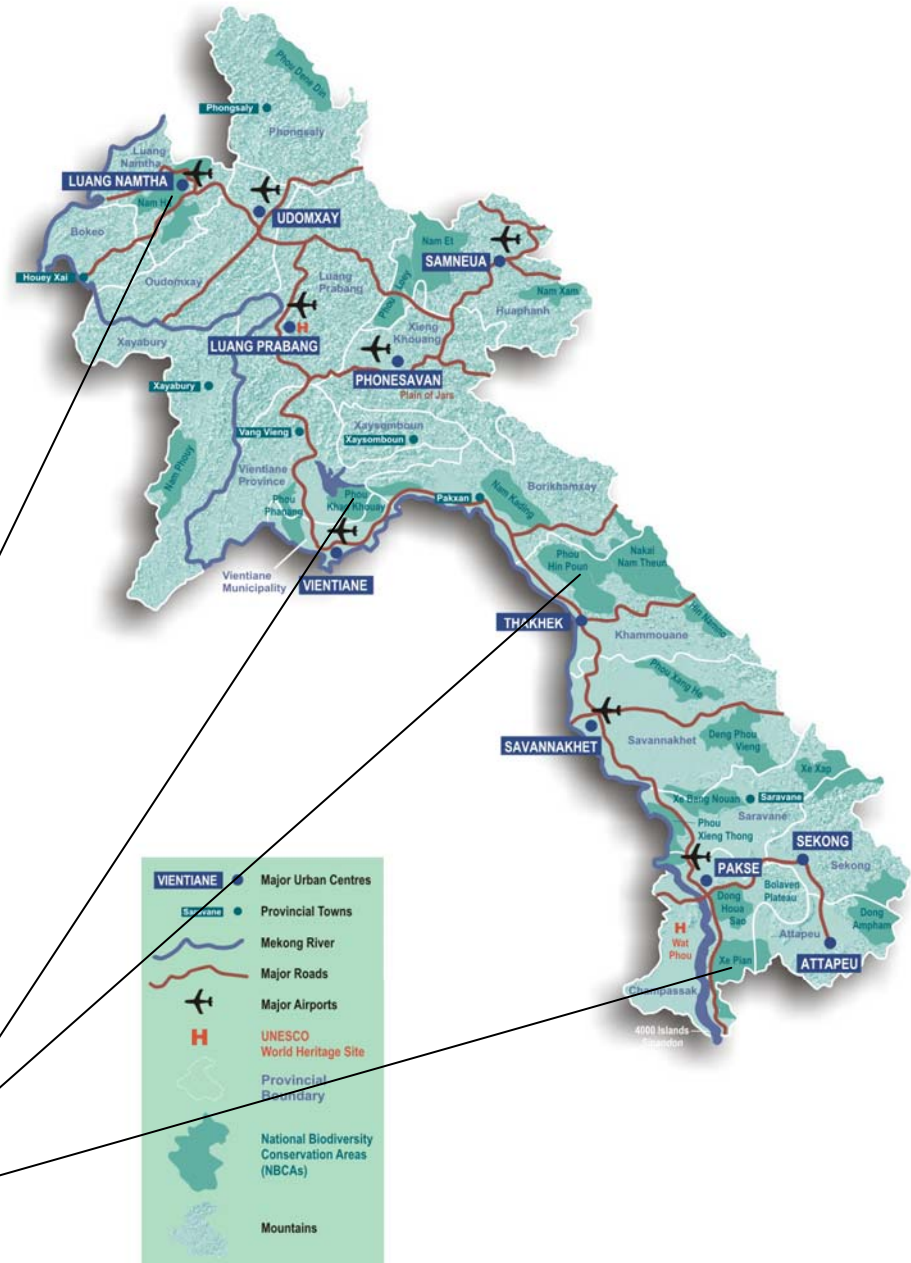 Phou Dene Din
Phongsaly
Phongsaly
Luang
Namtha
LUANG NAMTHA
Nam Ha
UDOMXAY
Bokeo
Nam Et
SAMNEUA
Houey Xai
Oudomxay
Luang
Prabang
Phou Loey
Nam Xam
Huaphanh
Xayabury
H
LUANG PRABANG
Xieng
Khouang
PHONESAVAN
Plain of Jars
Xayabury
Vang Vieng
Xaysomboun
Xaysomboun
Nam Phouy
Vientiane
Province
Phou
Phanang
Phou
Khao Khouay
Pakxan
Nam Kading
Borikhamxay
Vientiane
Municipality
VIENTIANE
Phou
Hin Poun
Nakai
Nam Theun
THAKHEK
Hin Namno
Khammouane
Phou Xang He
SAVANNAKHET
Savannakhet
Deng Phou
Vieng
Xe Xap
Xe Bang Nouan
Saravane
Saravane
Phou
Xieng Thong
SEKONG
Sekong
PAKSE
Bolaven
Plateau
Dong
Houa
Sao
Dong
Ampham
H
Wat
Phou
Attapeu
ATTAPEU
Xe Pian
Champassak
4000 Islands
VIENTIANE
Major Urban Centres
Saravane
Provincial Towns
Mekong River
Major Roads
Major Airports
H
UNESCO
World Heritage Site
Provincial
Boundary
National Biodiversity
Conservation Areas
(NBCAs)
Mountains